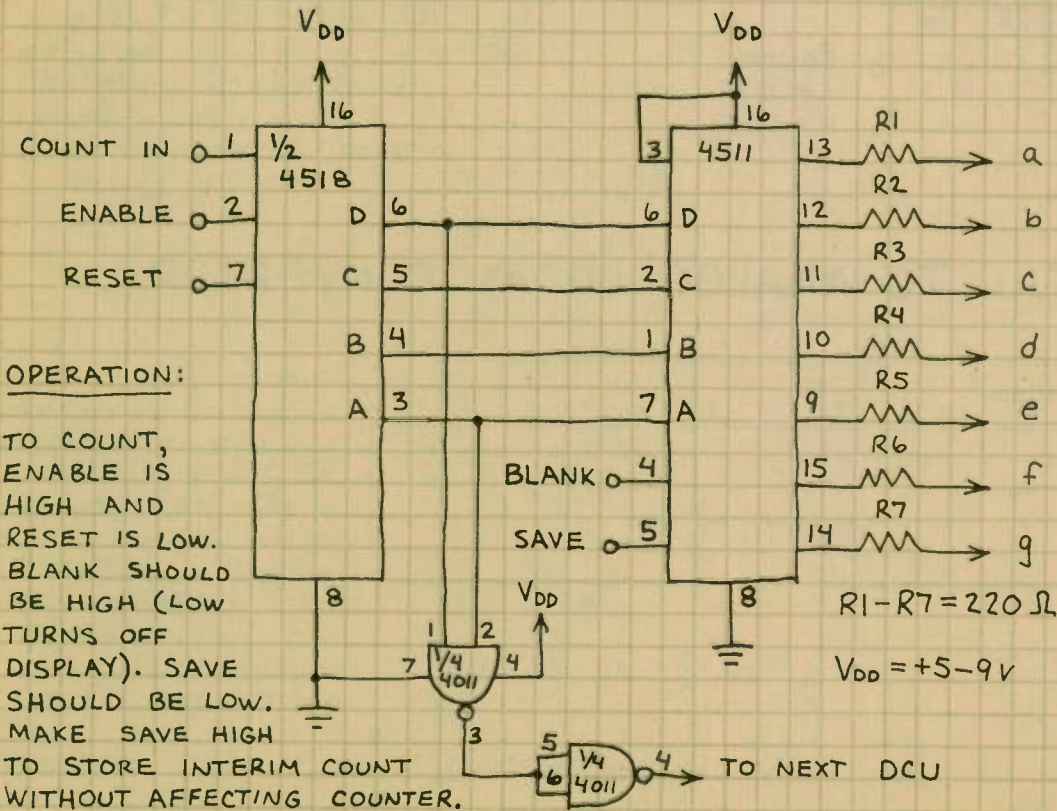 VDD
VDD
16
16
COUNT IN 1
1/2
4518
3
4511
13 R1 a
ENABLE 2
D 6
6 D
12 R2 b
RESET 7
C 5
2 C
11 R3 c
B 4
1 B
10 R4 d
A 3
7 A
9 R5 e
BLANK 4
15 R6 f
SAVE 5
14 R7 g
8
8
OPERATION:
TO COUNT,
ENABLE IS
HIGH AND
RESET IS LOW.
BLANK SHOULD
BE HIGH (LOW
TURNS OFF
DISPLAY). SAVE
SHOULD BE LOW.
MAKE SAVE HIGH
TO STORE INTERIM COUNT
WITHOUT AFFECTING COUNTER.
VDD
1 2
7 1/4 4
4011
3
5 1/4 4 TO NEXT DCU
6 4011
R1-R7 = 220 Ω
VDD = +5-9V